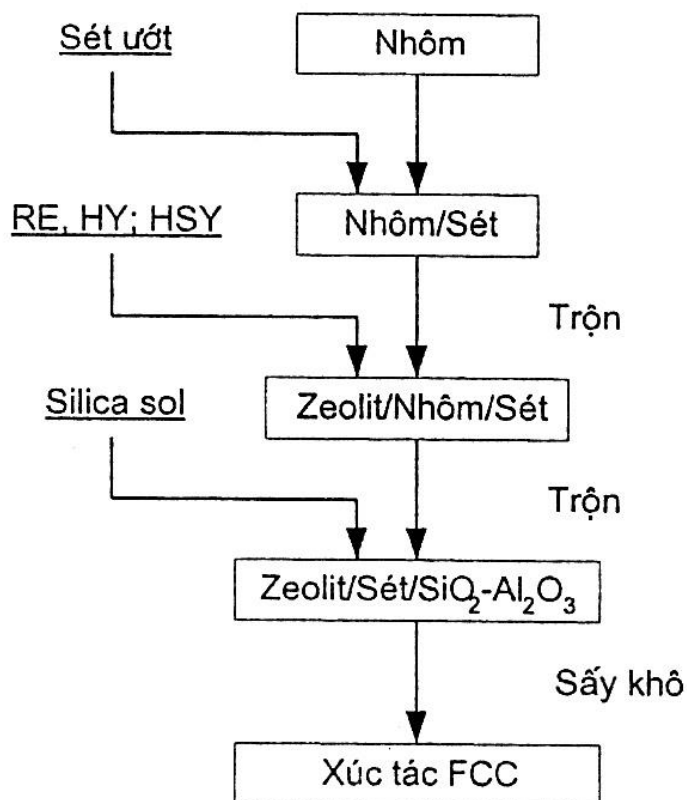 Sét ướt
Nhôm
RE, HY; HSY
Nhôm/Sét
Trộn
Silica sol
Zeolit/Nhôm/Sét
Trộn
Zeolit/Sét/SiO₂-Al₂O₃
Sấy khô
Xúc tác FCC